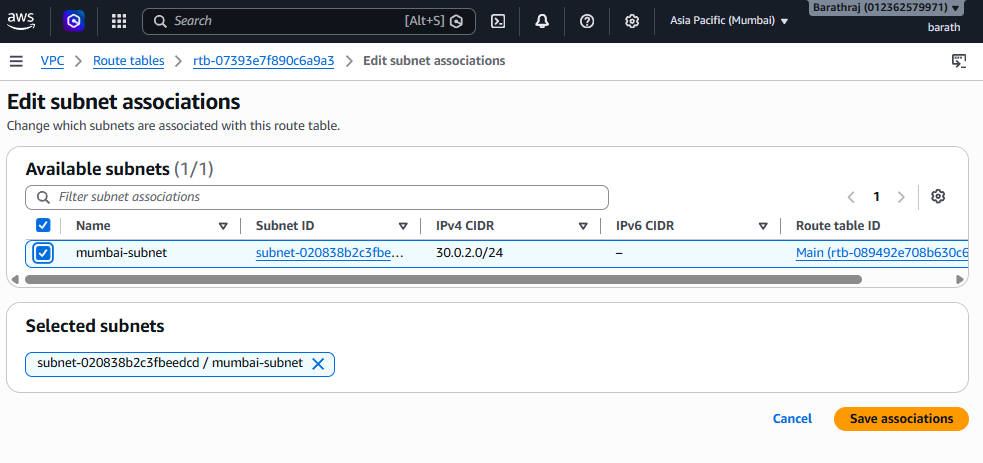 aws
Search [Alt+S]
Asia Pacific (Mumbai)
Barathraj (012362579971)
barath
VPC > Route tables > rtb-07393e7f890c6a9a3 > Edit subnet associations
Edit subnet associations
Change which subnets are associated with this route table.
Available subnets (1/1)
Filter subnet associations
1
Name Subnet ID IPv4 CIDR IPv6 CIDR Route table ID
mumbai-subnet subnet-020838b2c3fbe... 30.0.2.0/24 – Main (rtb-089492e708b630c6
Selected subnets
subnet-020838b2c3fbeedcd / mumbai-subnet
Cancel Save associations